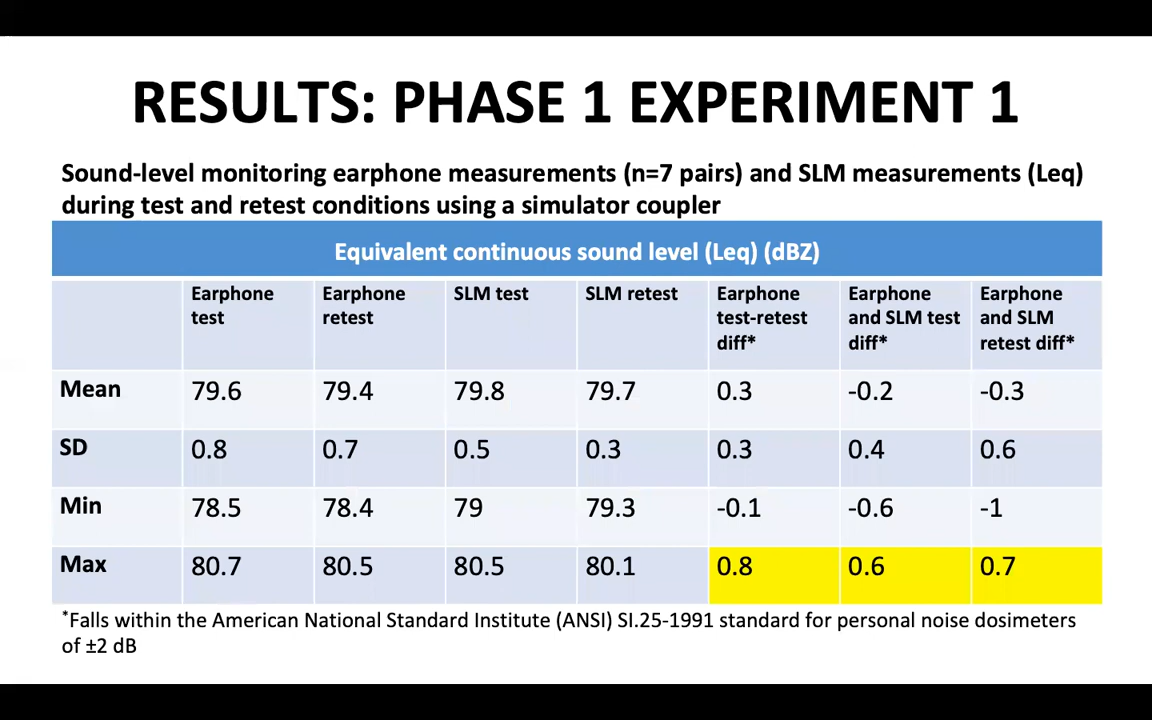 RESULTS: PHASE 1 EXPERIMENT 1
Sound-level monitoring earphone measurements (n=7 pairs) and SLM measurements (Leq)
during test and retest conditions using a simulator coupler
Equivalent continuous sound level (Leq) (dBZ)
Earphone test Earphone retest SLM test SLM retest Earphone test-retest diff* Earphone and SLM test diff* Earphone and SLM retest diff*
Mean 79.6 79.4 79.8 79.7 0.3 -0.2 -0.3
SD 0.8 0.7 0.5 0.3 0.3 0.4 0.6
Min 78.5 78.4 79 79.3 -0.1 -0.6 -1
Max 80.7 80.5 80.5 80.1 0.8 0.6 0.7
*Falls within the American National Standard Institute (ANSI) SI.25-1991 standard for personal noise dosimeters
of ±2 dB